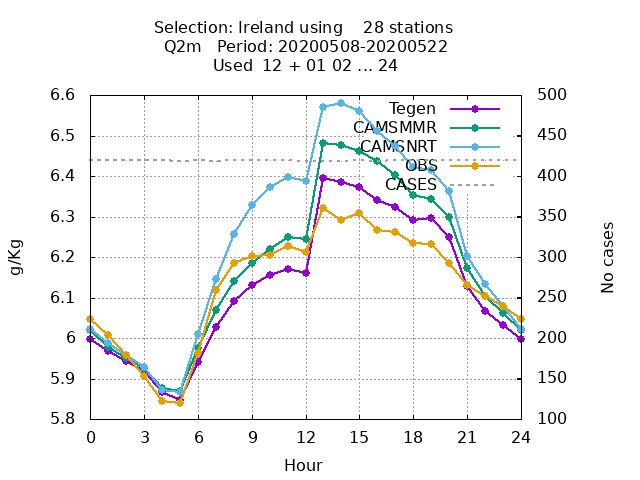 Selection: Ireland using    28 stations
Q2m   Period: 20200508-20200522
Used  12 + 01 02 ... 24
6.6
6.5
6.4
6.3
6.2
6.1
6
5.9
5.8
500
450
400
350
300
250
200
150
100
0 3 6 9 12 15 18 21 24
g/Kg
No cases
Hour
Tegen
CAMSMMR
CAMSNRT
OBS
CASES